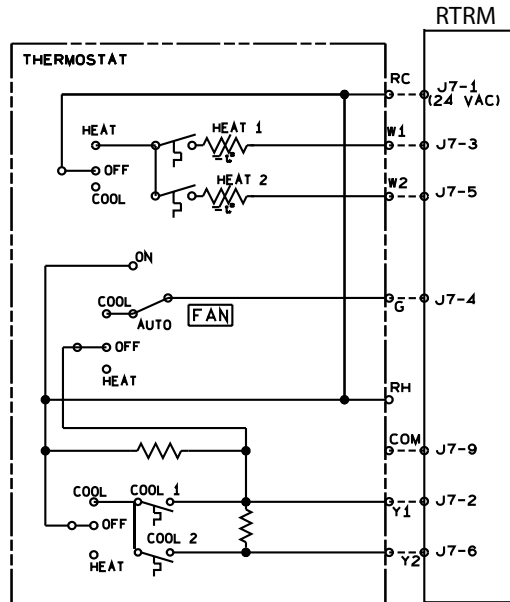 RTRM
THERMOSTAT
RC
J7-1
(24 VAC)
HEAT
HEAT 1
W1
J7-3
OFF
t°
COOL
HEAT 2
W2
J7-5
t°
ON
COOL
AUTO
FAN
G
J7-4
OFF
HEAT
RH
COM
J7-9
COOL
COOL 1
Y1
J7-2
OFF
COOL 2
HEAT
Y2
J7-6